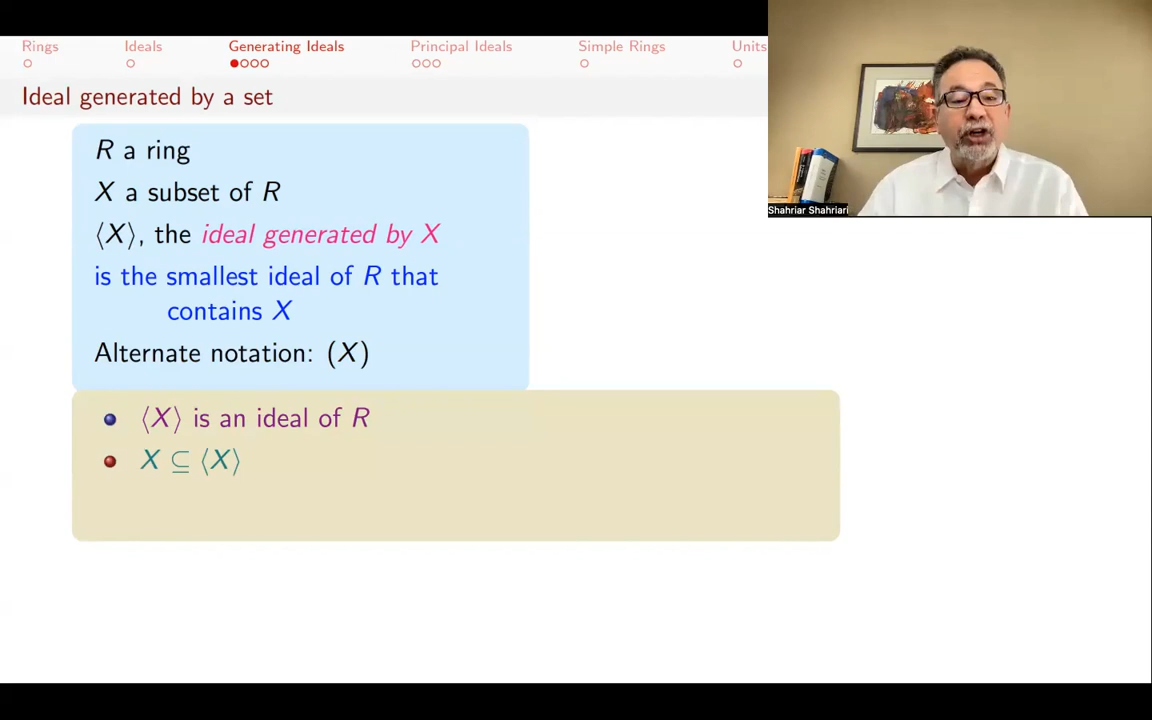 Rings Ideals Generating Ideals Principal Ideals Simple Rings Units
Ideal generated by a set
R a ring
X a subset of R
⟨X⟩, the ideal generated by X
is the smallest ideal of R that
contains X
Alternate notation: (X)
⟨X⟩ is an ideal of R
X ⊆ ⟨X⟩
Shahriar Shahriari